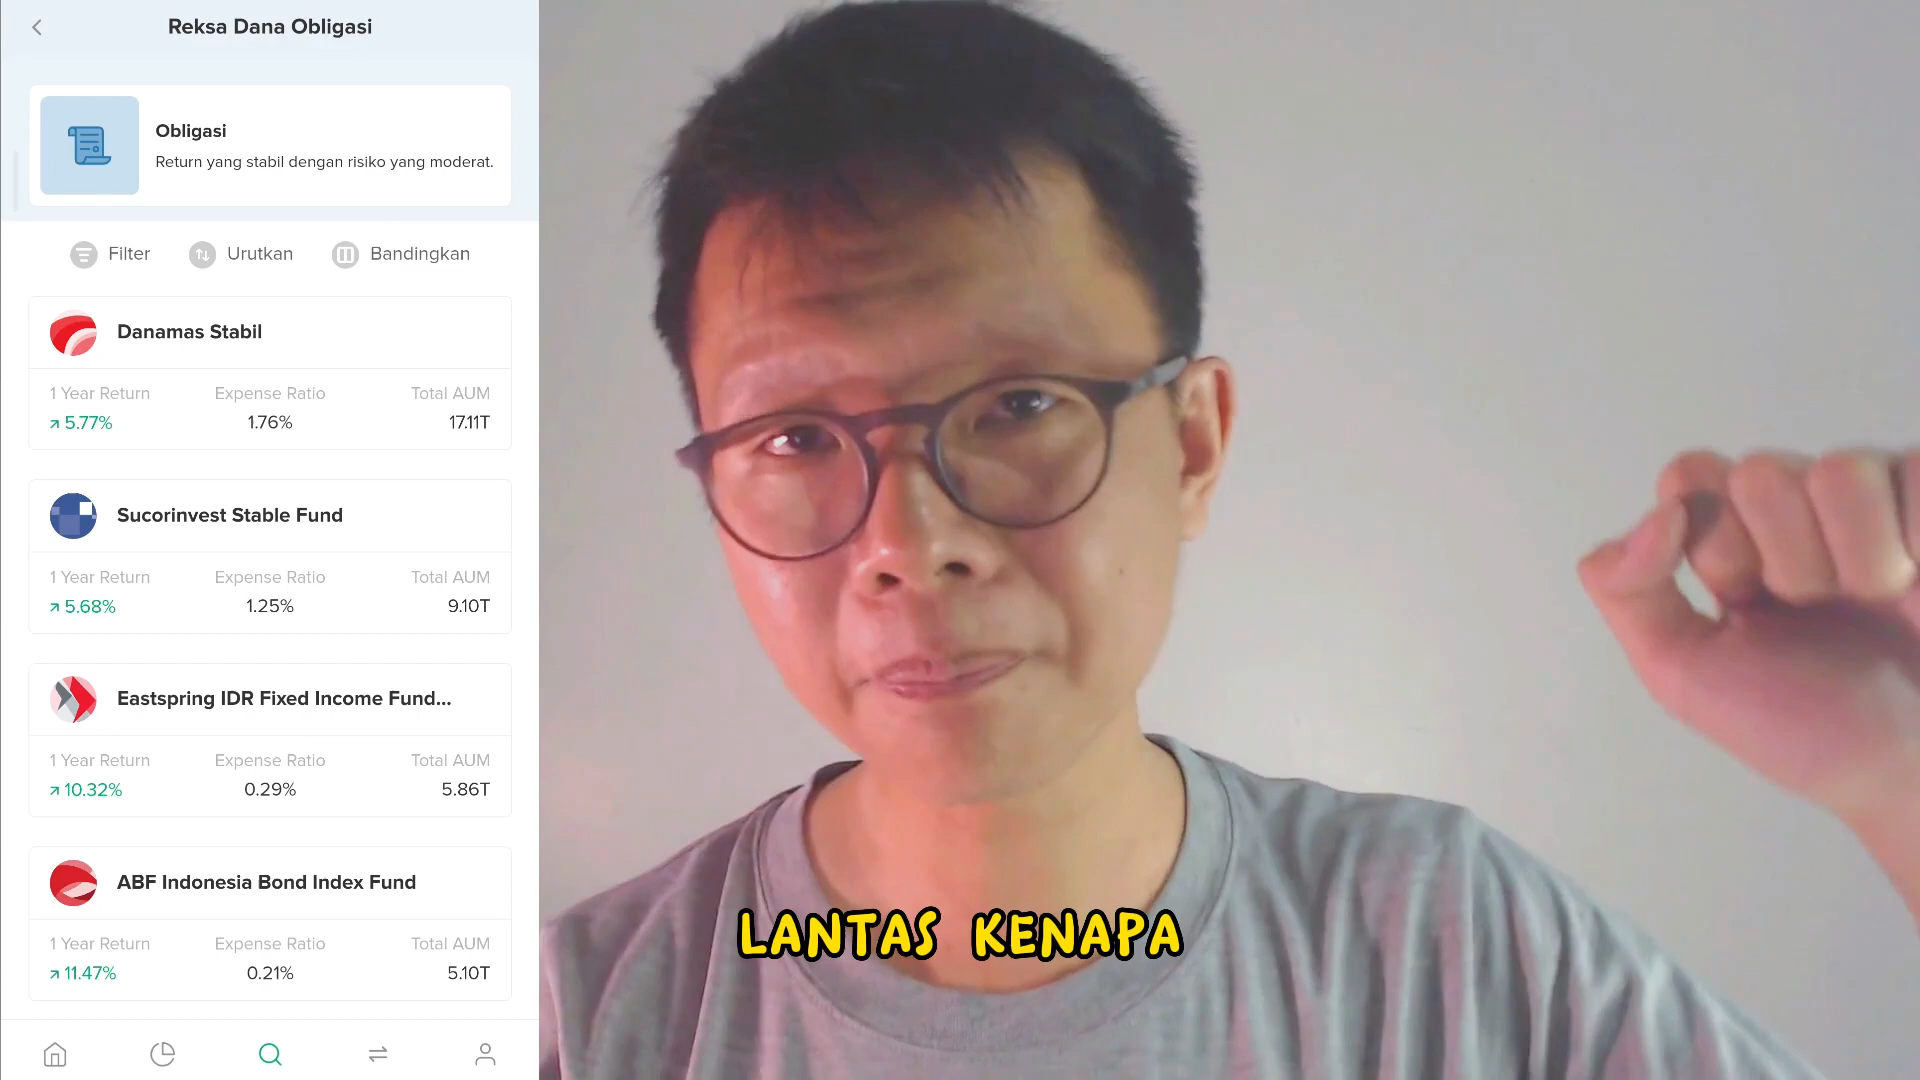 Reksa Dana Obligasi
Obligasi
Return yang stabil dengan risiko yang moderat.
Filter Urutkan Bandingkan
Danamas Stabil
1 Year Return Expense Ratio Total AUM
5.77% 1.76% 17.11T
Sucorinvest Stable Fund
1 Year Return Expense Ratio Total AUM
5.68% 1.25% 9.10T
Eastspring IDR Fixed Income Fund...
1 Year Return Expense Ratio Total AUM
10.32% 0.29% 5.86T
ABF Indonesia Bond Index Fund
1 Year Return Expense Ratio Total AUM
11.47% 0.21% 5.10T
LANTAS KENAPA